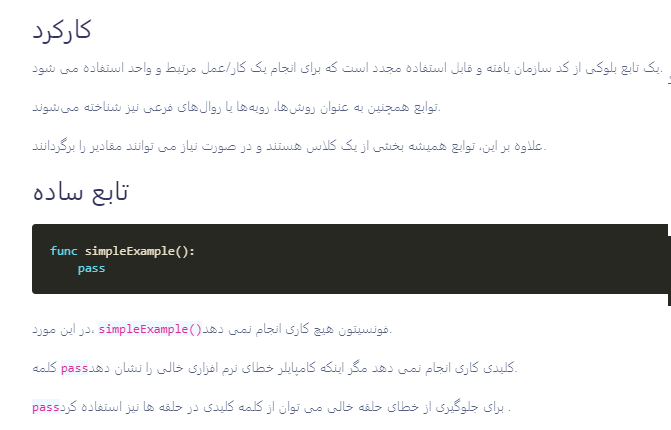 کارکرد
یک تابع بلوکی از کد سازمان یافته و قابل استفاده مجدد است که برای انجام یک کار/عمل مرتبط و واحد استفاده می شود.
توابع همچنین به عنوان روش‌ها، رویه‌ها یا روال‌های فرعی نیز شناخته می‌شوند.
علاوه بر این، توابع همیشه بخشی از یک کلاس هستند و در صورت نیاز می توانند مقادیر را برگردانند.
تابع ساده
func simpleExample():
pass
در این مورد، simpleExample()فونسیتون هیچ کاری انجام نمی دهد.
کلمه passکلیدی کاری انجام نمی دهد مگر اینکه کامپایلر خطای نرم افزاری خالی را نشان دهد.
passبرای جلوگیری از خطای حلقه خالی می توان از کلمه کلیدی در حلقه ها نیز استفاده کرد .